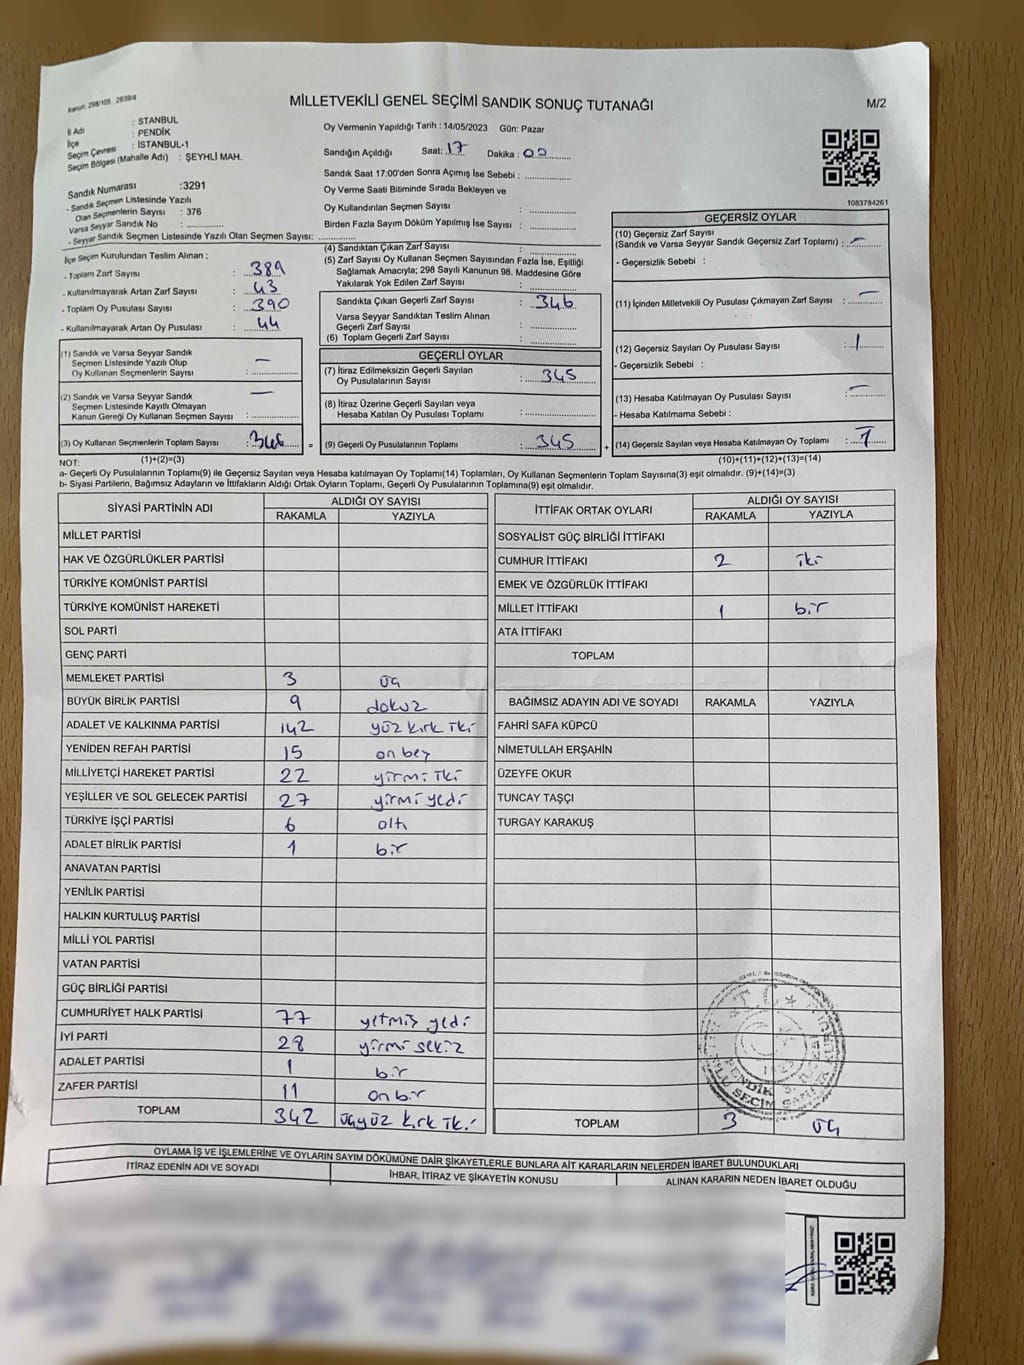 Kanun: 298/105 . 2839/4
MİLLETVEKİLİ GENEL SEÇİMİ SANDIK SONUÇ TUTANAĞI
M/2
İl Adı : STANBUL
İlçe : PENDİK
Seçim Çevresi : İSTANBUL-1
Seçim Bölgesi (Mahalle Adı) : ŞEYHLİ MAH.
Sandık Numarası :3291
- Sandık Seçmen Listesinde Yazılı
Olan Seçmenlerin Sayısı : 376
Varsa Seyyar Sandık No :
- Seyyar Sandık Seçmen Listesinde Yazılı Olan Seçmen Sayısı:
İlçe Seçim Kurulundan Teslim Alınan ;
- Toplam Zarf Sayısı : 389
- Kullanılmayarak Artan Zarf Sayısı : 43
- Toplam Oy Pusulası Sayısı : 390
- Kullanılmayarak Artan Oy Pusulası : 44
(1) Sandık ve Varsa Seyyar Sandık
Seçmen Listesinde Yazılı Olup
Oy Kullanan Seçmenlerin Sayısı : —
(2) Sandık ve Varsa Seyyar Sandık
Seçmen Listesinde Kayıtlı Olmayan
Kanun Gereği Oy Kullanan Seçmen Sayısı : —
(3) Oy Kullanan Seçmenlerin Toplam Sayısı : 346 =
(1)+(2)=(3)
Oy Vermenin Yapıldığı Tarih : 14/05/2023 Gün: Pazar
Sandığın Açıldığı Saat: 17 Dakika : 00
Sandık Saat 17:00'den Sonra Açımış İse Sebebi :
Oy Verme Saati Bitiminde Sırada Bekleyen ve
Oy Kullandırılan Seçmen Sayısı :
Birden Fazla Sayım Döküm Yapılmış İse Sayısı :
(4) Sandıktan Çıkan Zarf Sayısı :
(5) Zarf Sayısı Oy Kullanan Seçmen Sayısından Fazla İse, Eşitliği
Sağlamak Amacıyla; 298 Sayılı Kanunun 98. Maddesine Göre
Yakılarak Yok Edilen Zarf Sayısı :
Sandıkta Çıkan Geçerli Zarf Sayısı : 346
Varsa Seyyar Sandıktan Teslim Alınan
Geçerli Zarf Sayısı :
(6) Toplam Geçerli Zarf Sayısı :
GEÇERLİ OYLAR
(7) İtiraz Edilmeksizin Geçerli Sayılan
Oy Pusulalarının Sayısı : 345
(8) İtiraz Üzerine Geçerli Sayılan veya
Hesaba Katılan Oy Pusulası Toplamı :
(9) Geçerli Oy Pusulalarının Toplamı : 345 +
1083784261
GEÇERSİZ OYLAR
(10) Geçersiz Zarf Sayısı
(Sandık ve Varsa Seyyar Sandık Geçersiz Zarf Toplamı) : —
- Geçersizlik Sebebi :
(11) İçinden Milletvekili Oy Pusulası Çıkmayan Zarf Sayısı : —
(12) Geçersiz Sayılan Oy Pusulası Sayısı : 1
- Geçersizlik Sebebi :
(13) Hesaba Katılmayan Oy Pusulası Sayısı : —
- Hesaba Katılmama Sebebi :
(14) Geçersiz Sayılan veya Hesaba Katılmayan Oy Toplamı : 1
(10)+(11)+(12)+(13)=(14)
NOT:
a- Geçerli Oy Pusulalarının Toplamı(9) ile Geçersiz Sayılan veya Hesaba katılmayan Oy Toplamı(14) Toplamları, Oy Kullanan Seçmenlerin Toplam Sayısına(3) eşit olmalıdır. (9)+(14)=(3)
b- Siyasi Partilerin, Bağımsız Adayların ve İttifakların Aldığı Ortak Oyların Toplamı, Geçerli Oy Pusulalarının Toplamına(9) eşit olmalıdır.
SİYASİ PARTİNİN ADI ALDIĞI OY SAYISI
RAKAMLA YAZIYLA
MİLLET PARTİSİ
HAK VE ÖZGÜRLÜKLER PARTİSİ
TÜRKİYE KOMÜNİST PARTİSİ
TÜRKİYE KOMÜNİST HAREKETİ
SOL PARTİ
GENÇ PARTİ
MEMLEKET PARTİSİ 3 üç
BÜYÜK BİRLİK PARTİSİ 9 dokuz
ADALET VE KALKINMA PARTİSİ 142 yüz kırk iki
YENİDEN REFAH PARTİSİ 15 on beş
MİLLİYETÇİ HAREKET PARTİSİ 22 yirmi iki
YEŞİLLER VE SOL GELECEK PARTİSİ 27 yirmi yedi
TÜRKİYE İŞÇİ PARTİSİ 6 altı
ADALET BİRLİK PARTİSİ 1 bir
ANAVATAN PARTİSİ
YENİLİK PARTİSİ
HALKIN KURTULUŞ PARTİSİ
MİLLİ YOL PARTİSİ
VATAN PARTİSİ
GÜÇ BİRLİĞİ PARTİSİ
CUMHURİYET HALK PARTİSİ 77 yetmiş yedi
İYİ PARTİ 28 yirmi sekiz
ADALET PARTİSİ 1 bir
ZAFER PARTİSİ 11 on bir
TOPLAM 342 üçyüz kırk iki
İTTİFAK ORTAK OYLARI ALDIĞI OY SAYISI
RAKAMLA YAZIYLA
SOSYALİST GÜÇ BİRLİĞİ İTTİFAKI
CUMHUR İTTİFAKI 2 iki
EMEK VE ÖZGÜRLÜK İTTİFAKI
MİLLET İTTİFAKI 1 bir
ATA İTTİFAKI
TOPLAM
BAĞIMSIZ ADAYIN ADI VE SOYADI RAKAMLA YAZIYLA
FAHRİ SAFA KÜPCÜ
NİMETULLAH ERŞAHİN
ÜZEYFE OKUR
TUNCAY TAŞÇI
TURGAY KARAKUŞ
TOPLAM 3 üç
OYLAMA İŞ VE İŞLEMLERİNE VE OYLARIN SAYIM DÖKÜMÜNE DAİR ŞİKAYETLERLE BUNLARA AİT KARARLARIN NELERDEN İBARET BULUNDUKLARI
İTİRAZ EDENİN ADI VE SOYADI
İHBAR, İTİRAZ VE ŞİKAYETİN KONUSU
ALINAN KARARIN NEDEN İBARET OLDUĞU